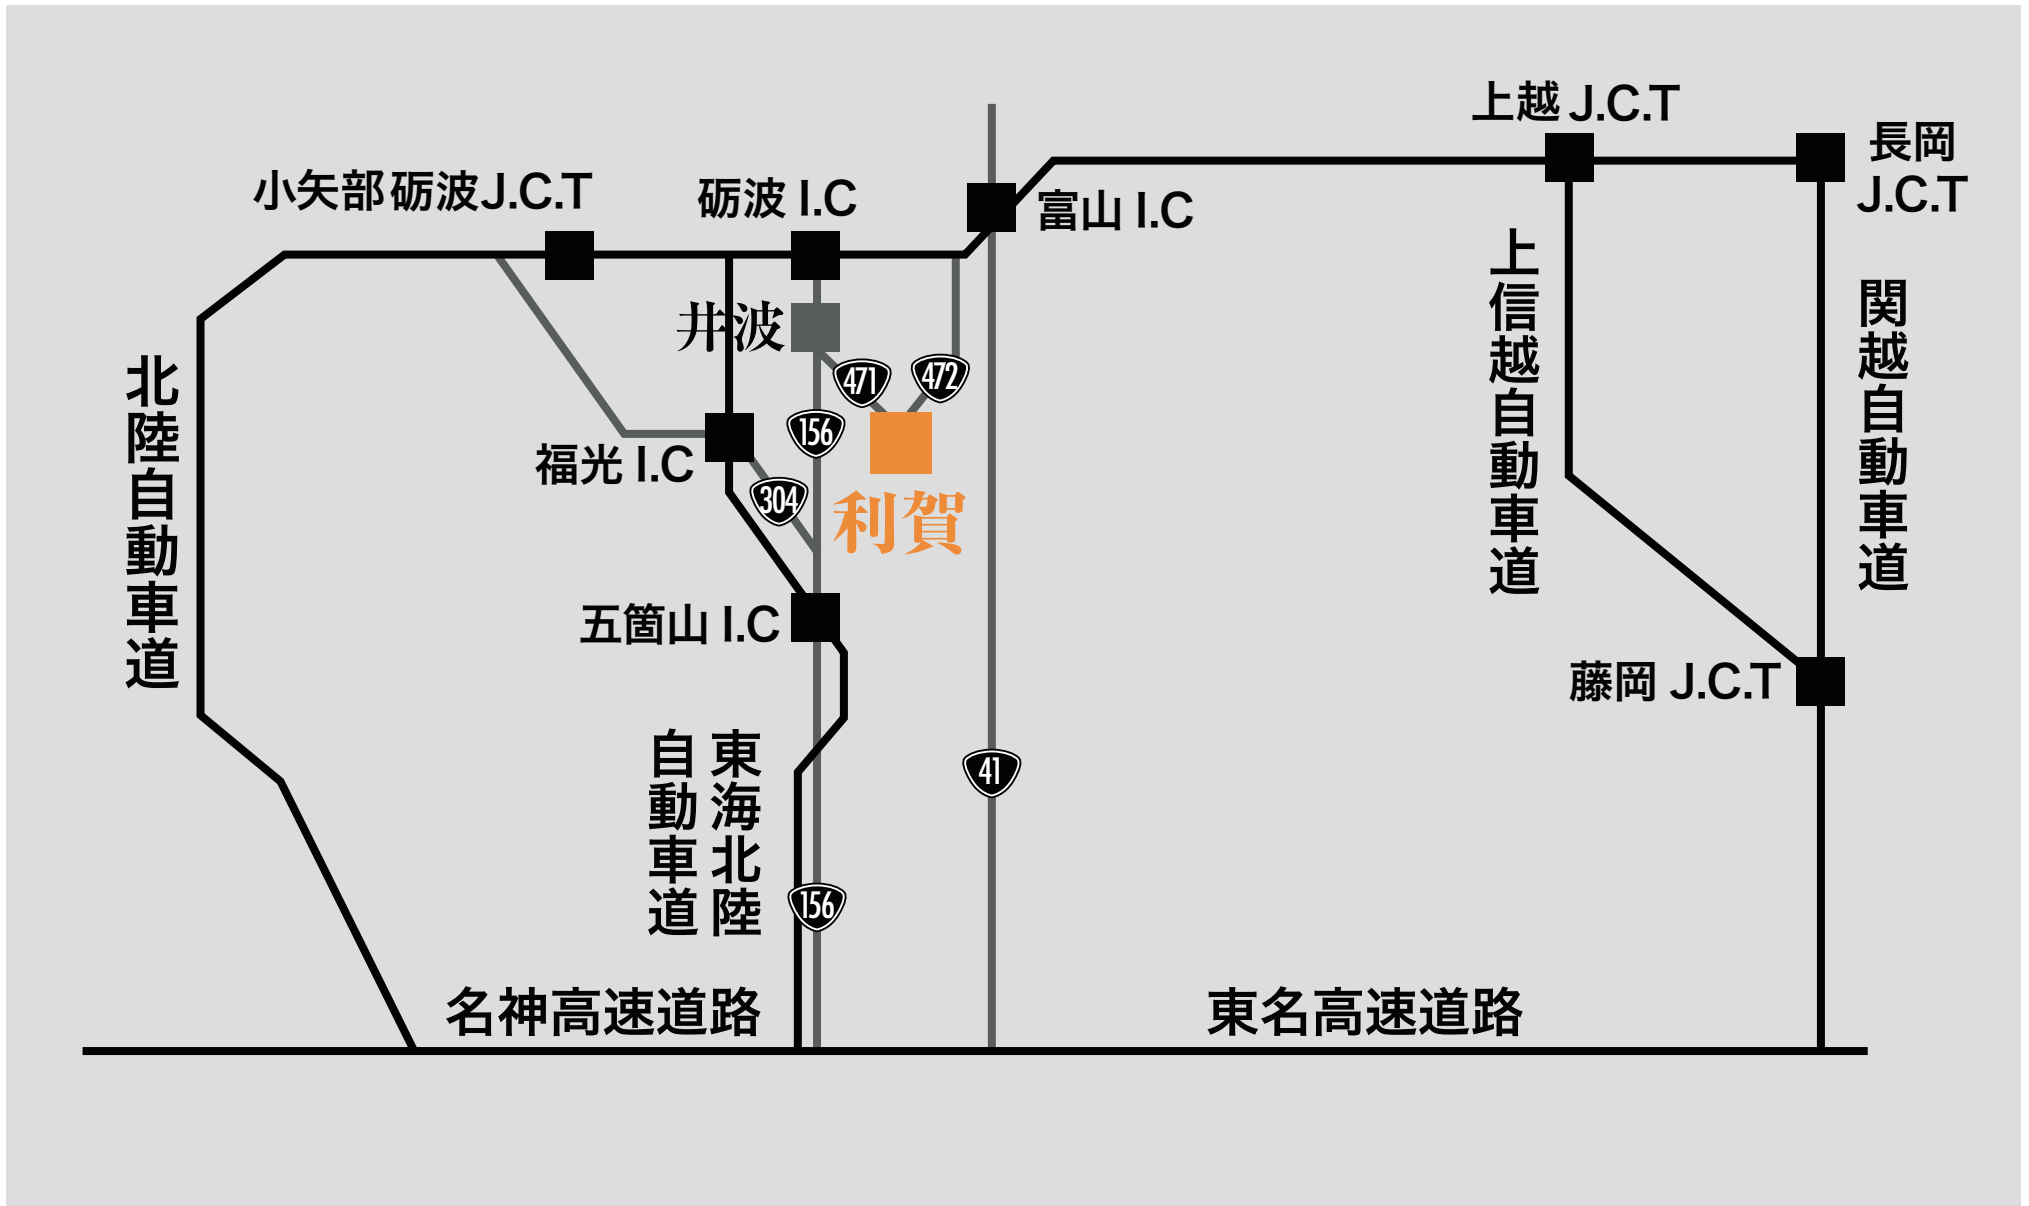 上越 J.C.T
長岡
J.C.T
小矢部 砺波J.C.T
砺波 I.C
富山 I.C
上信越自動車道
関越自動車道
井波
北陸自動車道
471
472
156
福光 I.C
304
利賀
五箇山 I.C
藤岡 J.C.T
東海北陸
自動車道
41
156
名神高速道路
東名高速道路